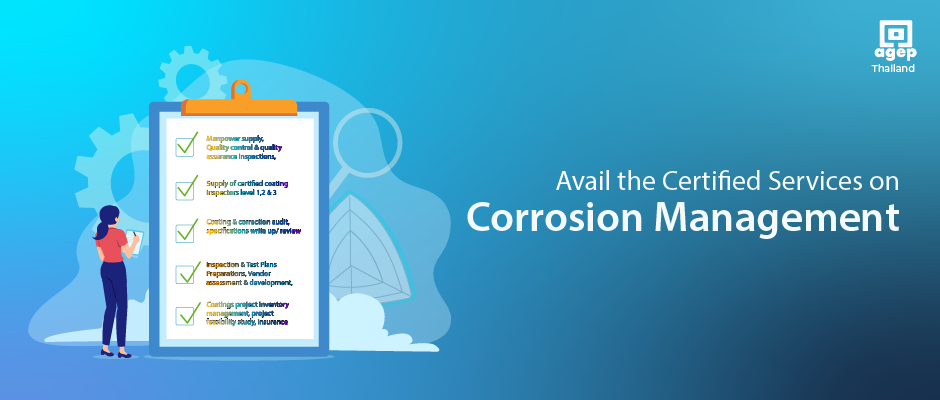 agep
Thailand
Manpower supply,
Quality control & quality
assurance inspections,
Supply of certified coating
Inspectors level 1,2 & 3
Coating & correction audit,
specifications write up/ review
Inspection & Test Plans
Preparations, Vendor
assessment & development,
Coatings project inventory
management, project
feasibility study, Insurance
Avail the Certified Services on
Corrosion Management